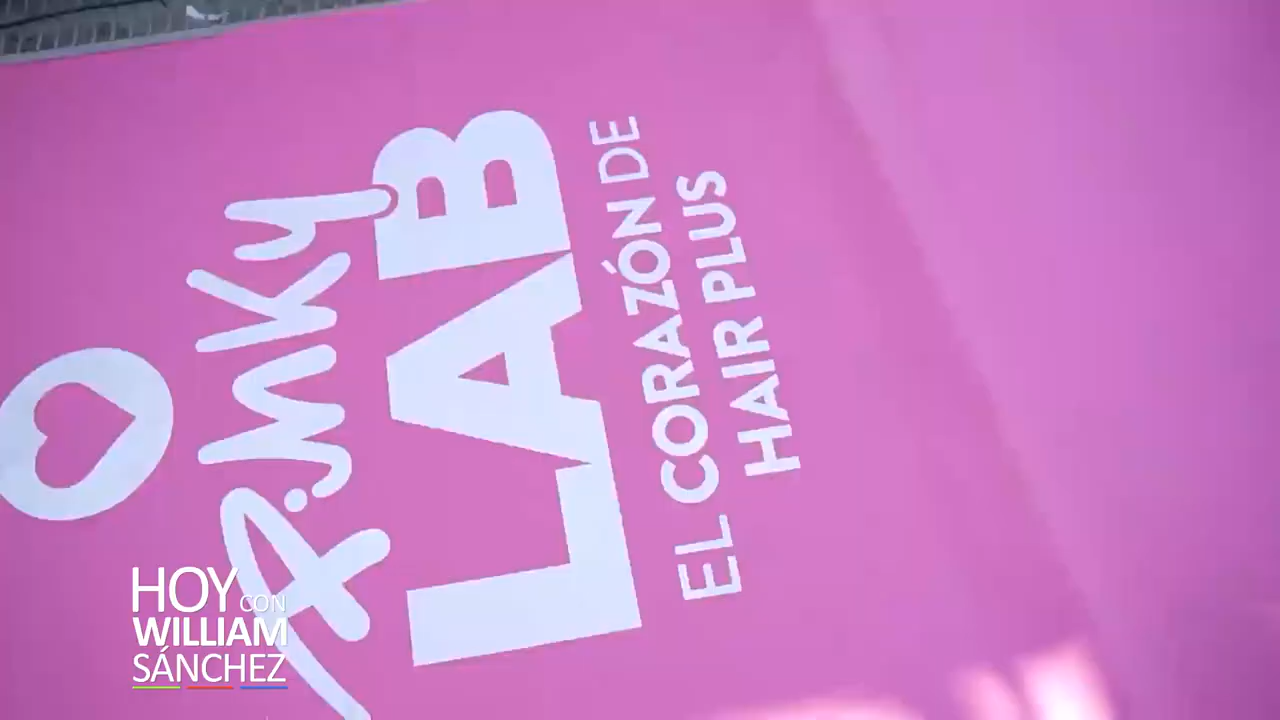 Pinky
LAB
EL CORAZÓN DE
HAIR PLUS
HOY CON
WILLIAM
SÁNCHEZ